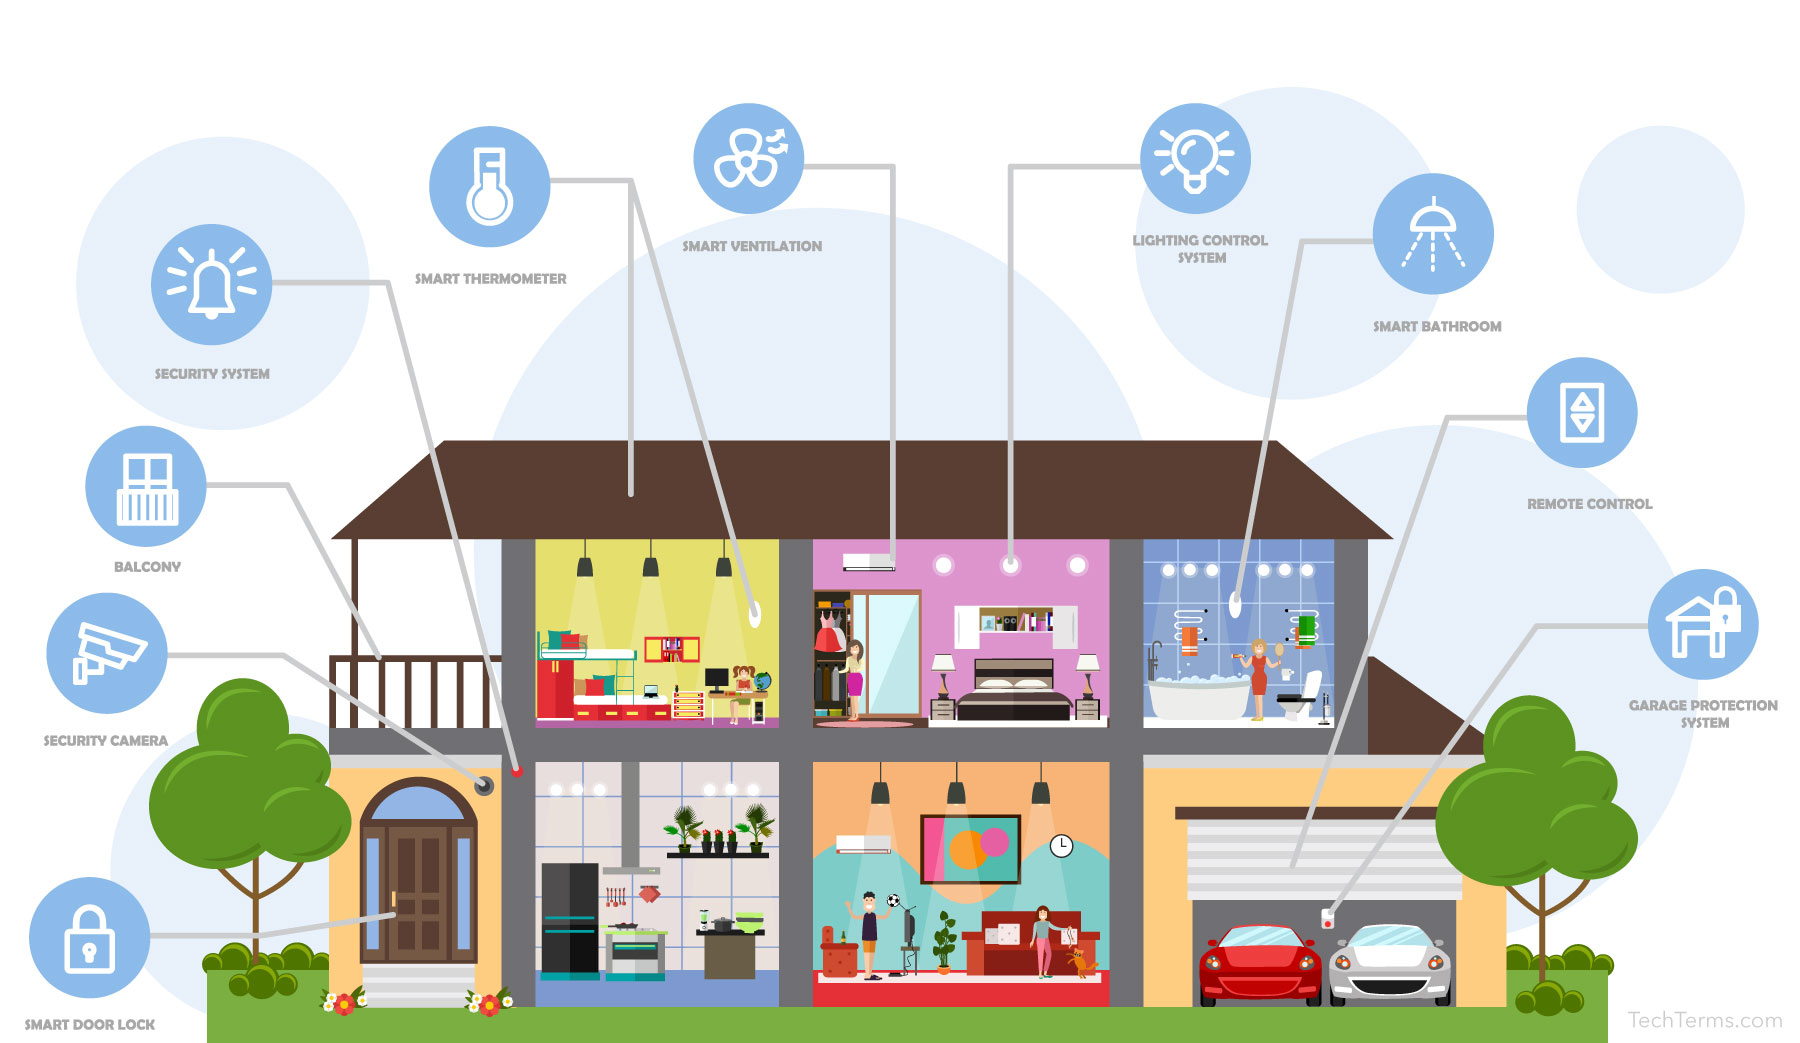 SMART VENTILATION
LIGHTING CONTROL
SYSTEM
SMART THERMOMETER
SMART BATHROOM
SECURITY SYSTEM
REMOTE CONTROL
BALCONY
GARAGE PROTECTION
SYSTEM
SECURITY CAMERA
SMART DOOR LOCK
TechTerms.com